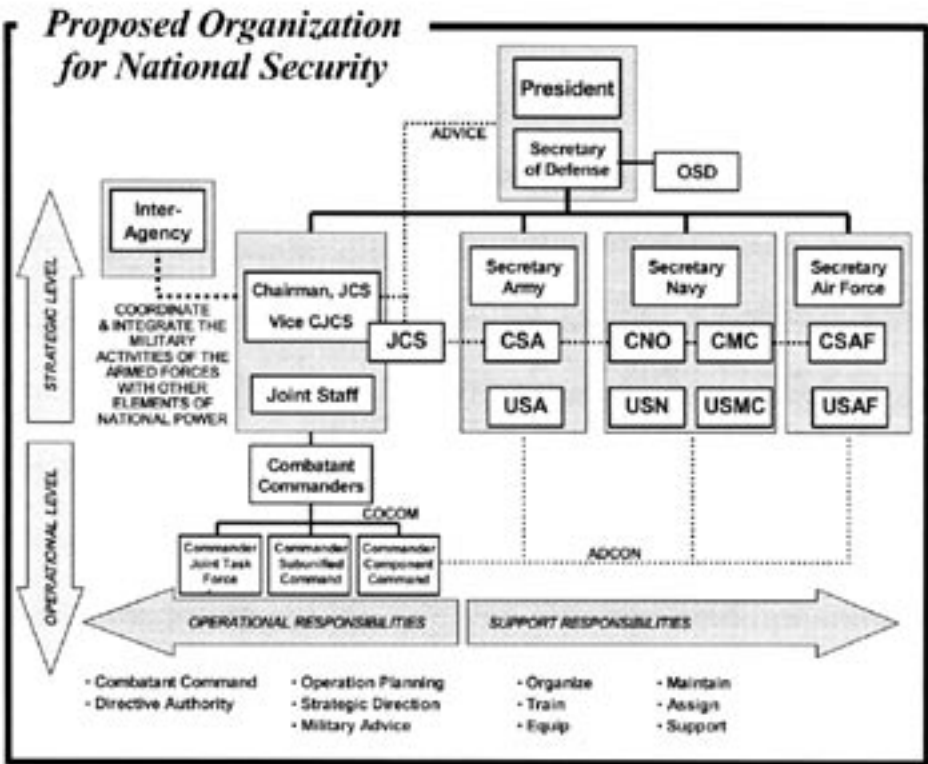 Proposed Organization
for National Security
President
ADVICE
Secretary
of Defense
OSD
Inter-
Agency
STRATEGIC LEVEL
COORDINATE
& INTEGRATE THE
MILITARY
ACTIVITIES OF THE
ARMED FORCES
WITH OTHER
ELEMENTS OF
NATIONAL POWER
Chairman, JCS
Vice CJCS
JCS
Joint Staff
Secretary
Army
CSA
USA
Secretary
Navy
CNO
CMC
USN
USMC
Secretary
Air Force
CSAF
USAF
OPERATIONAL LEVEL
Combatant
Commanders
COCOM
Commander
Joint Task
Force
Commander
Subunified
Command
Commander
Component
Command
ADCON
OPERATIONAL RESPONSIBILITIES
SUPPORT RESPONSIBILITIES
· Combatant Command
· Directive Authority
· Operation Planning
· Strategic Direction
· Military Advice
· Organize
· Train
· Equip
· Maintain
· Assign
· Support